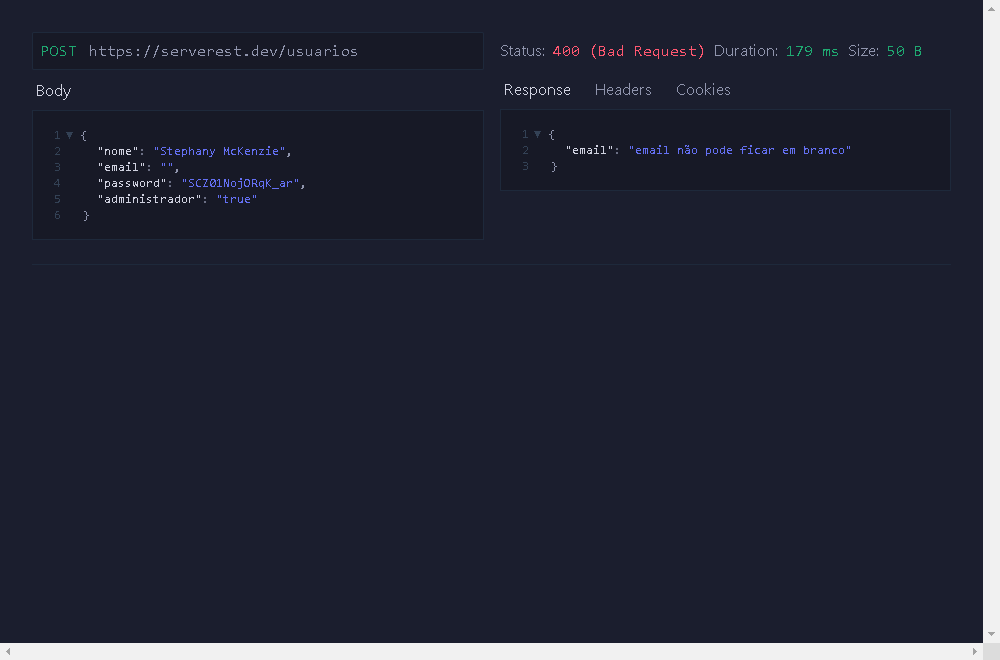 POST https://serverest.dev/usuarios
Status: 400 (Bad Request) Duration: 179 ms Size: 50 B
Body
1 {
2 "nome": "Stephany McKenzie",
3 "email": "",
4 "password": "SCZ01NojORqK_ar",
5 "administrador": "true"
6 }
Response Headers Cookies
1 {
2 "email": "email não pode ficar em branco"
3 }